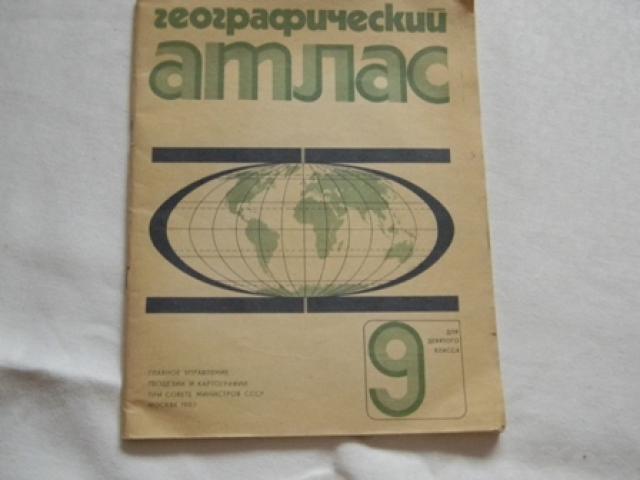 географический
атлас
9
для
девятого
класса
главное управление
геодезии и картографии
при совете министров ссср
москва